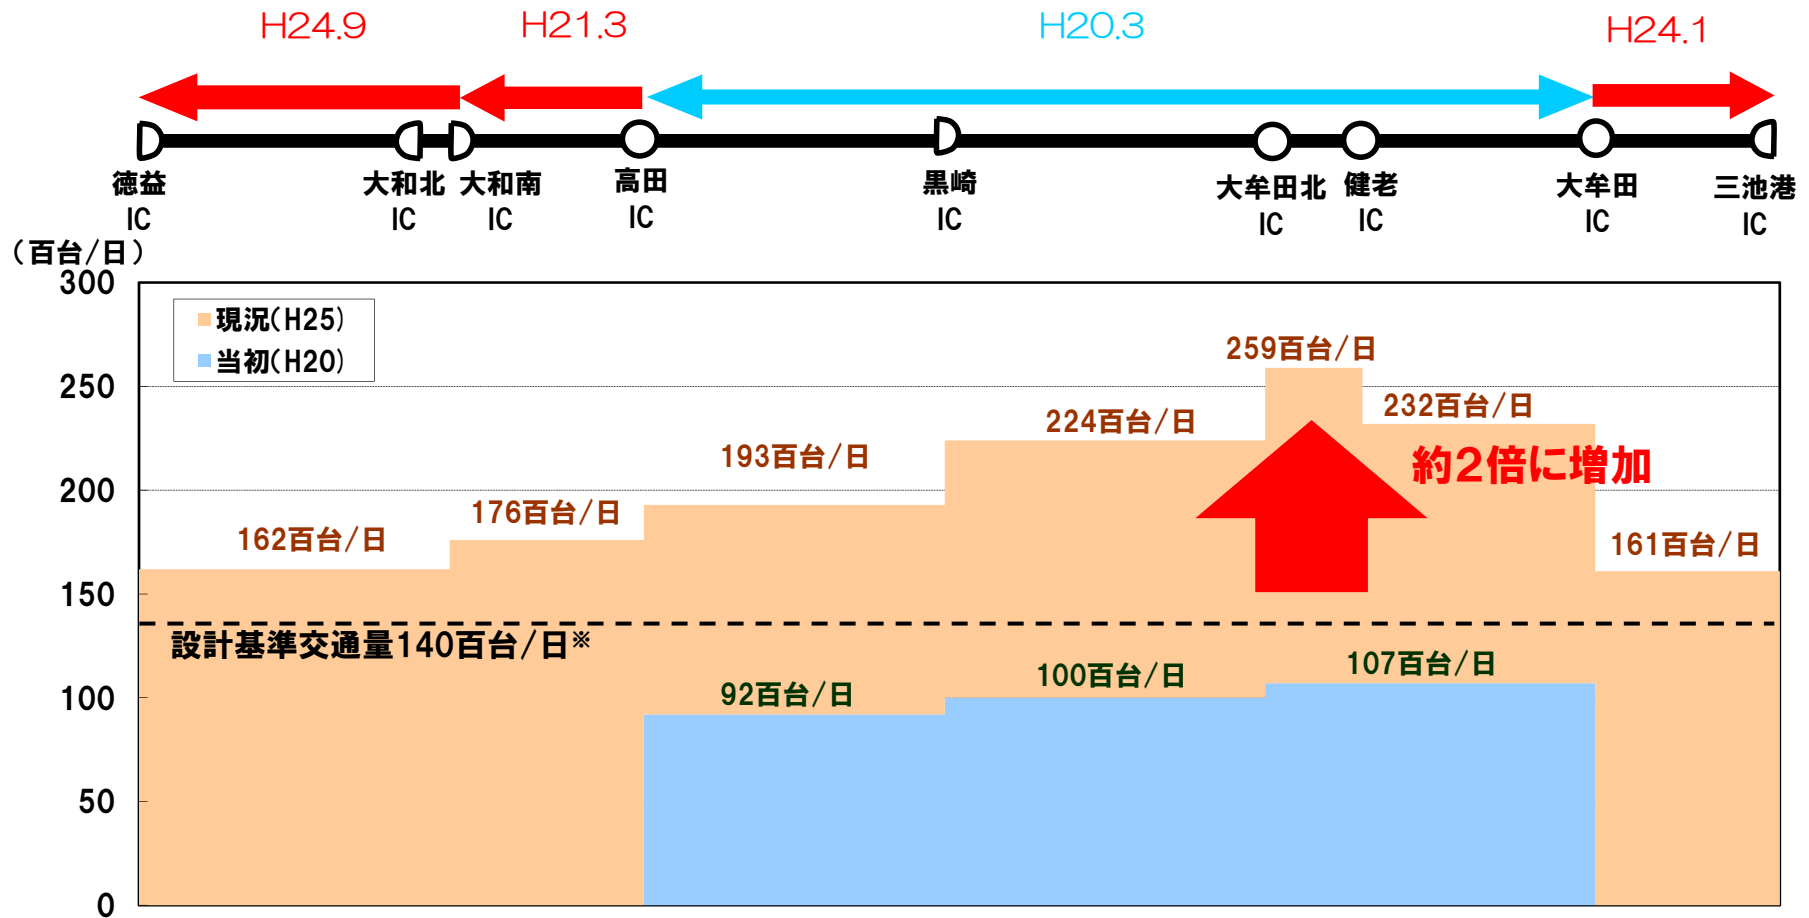 H24.9 H21.3 H20.3 H24.1
徳益 大和北 大和南 高田 黒崎 大牟田北 健老 大牟田 三池港
IC IC IC IC IC IC IC IC IC
（百台/日）
300
現況（H25）
当初（H20）
259百台/日
250
232百台/日
224百台/日
約２倍に増加
193百台/日
200
176百台/日
162百台/日
161百台/日
150
設計基準交通量140百台/日※
107百台/日
100百台/日
92百台/日
100
50
0